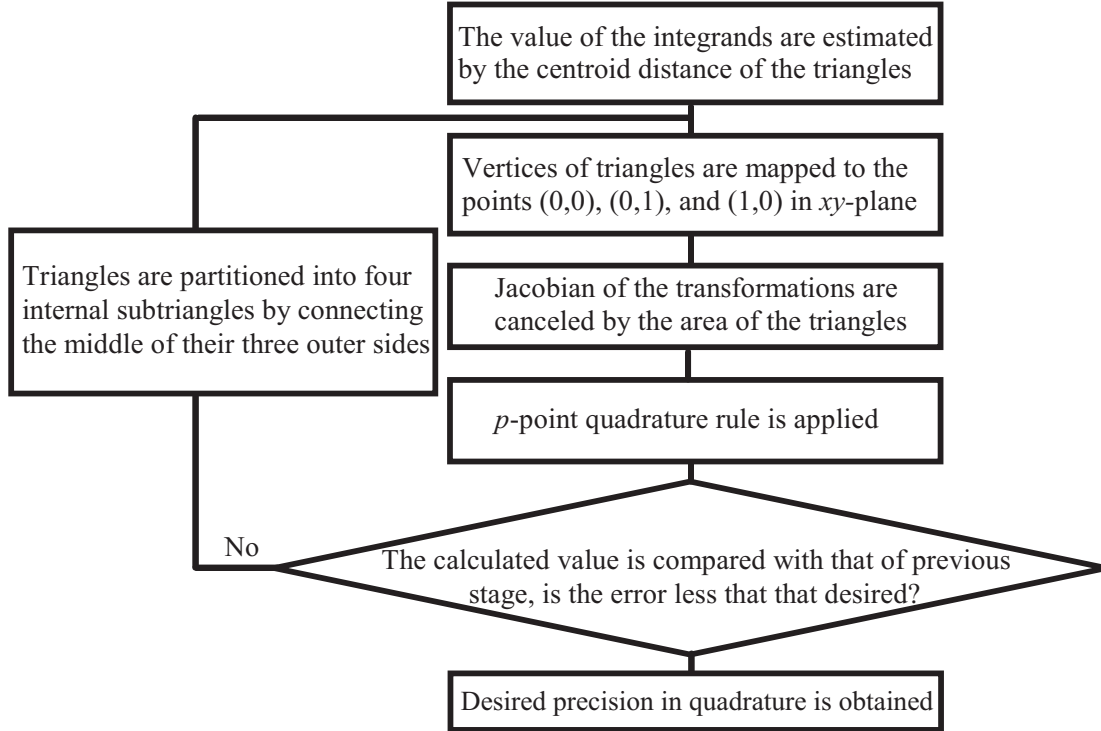 The value of the integrands are estimated
by the centroid distance of the triangles
Vertices of triangles are mapped to the
points (0,0), (0,1), and (1,0) in xy-plane
Triangles are partitioned into four
internal subtriangles by connecting
the middle of their three outer sides
Jacobian of the transformations are
canceled by the area of the triangles
p-point quadrature rule is applied
No
The calculated value is compared with that of previous
stage, is the error less that that desired?
Desired precision in quadrature is obtained